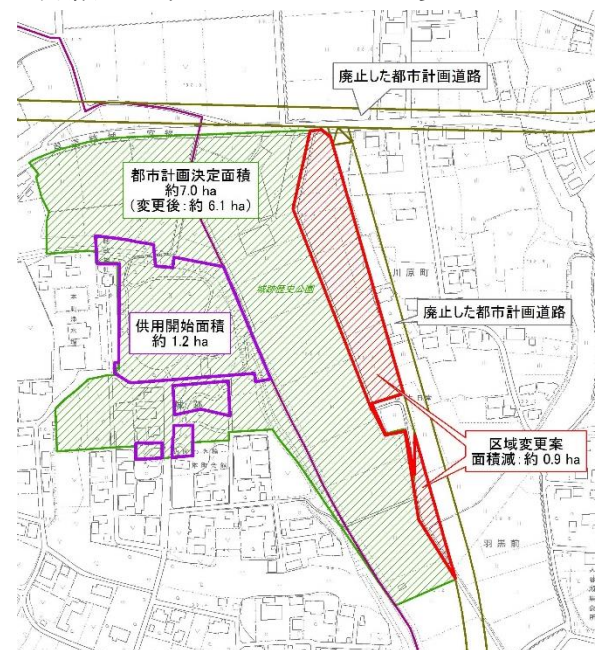 廃止した都市計画道路
都市計画決定面積
約7.0 ha
(変更後：約 6.1 ha)
川原町
城跡歴史公園
廃止した都市計画道路
供用開始面積
約 1.2 ha
区域変更案
面積減：約 0.9 ha
羽黒前